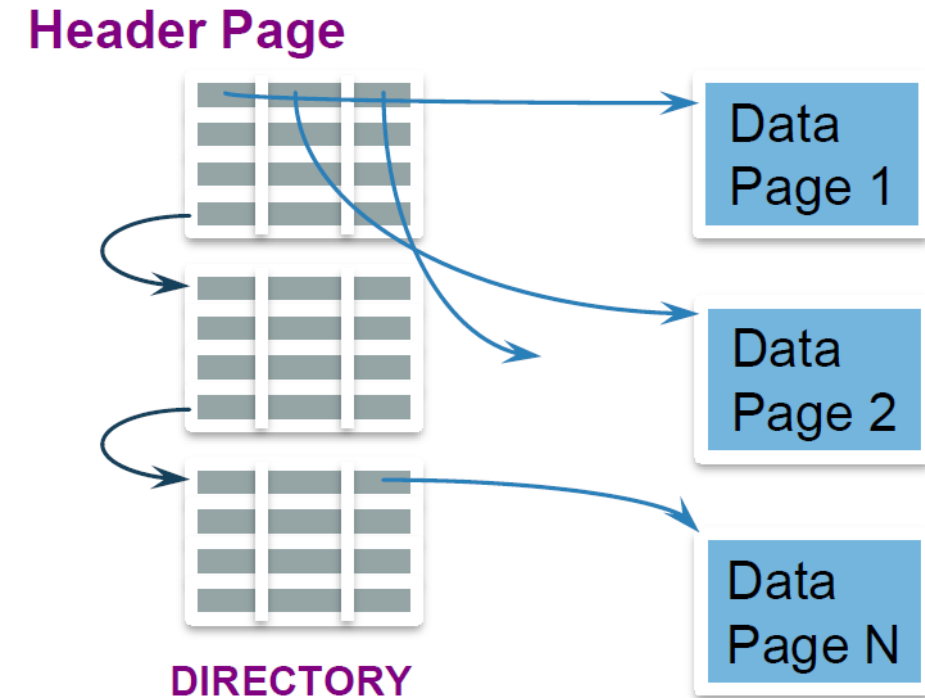 Header Page
Data
Page 1
Data
Page 2
Data
Page N
DIRECTORY